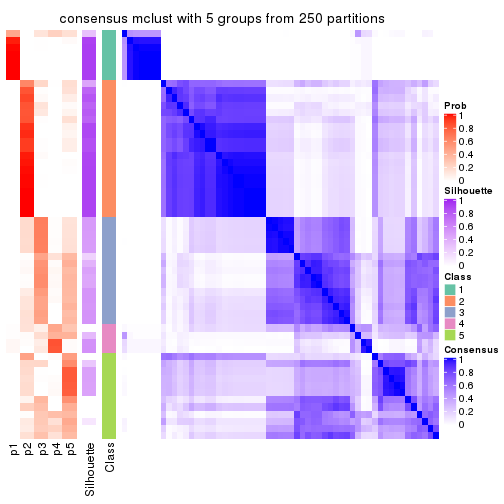 consensus mclust with 5 groups from 250 partitions
Prob
1
0.8
0.6
0.4
0.2
0
Silhouette
1
0.8
0.6
0.4
0.2
0
Class
1
2
3
4
5
Consensus
1
0.8
0.6
0.4
0.2
0
p1
p2
p3
p4
p5
Silhouette
Class